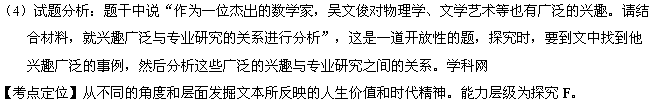 （4）试题分析：题干中说“作为一位杰出的数学家，吴文俊对物理学、文学艺术等也有广泛的兴趣。请结
合材料，就兴趣广泛与专业研究的关系进行分析”，这是一道开放性的题，探究时，要到文中找到他
兴趣广泛的事例，然后分析这些广泛的兴趣与专业研究之间的关系。学科网
【考点定位】从不同的角度和层面发掘文本所反映的人生价值和时代精神。能力层级为探究 F。